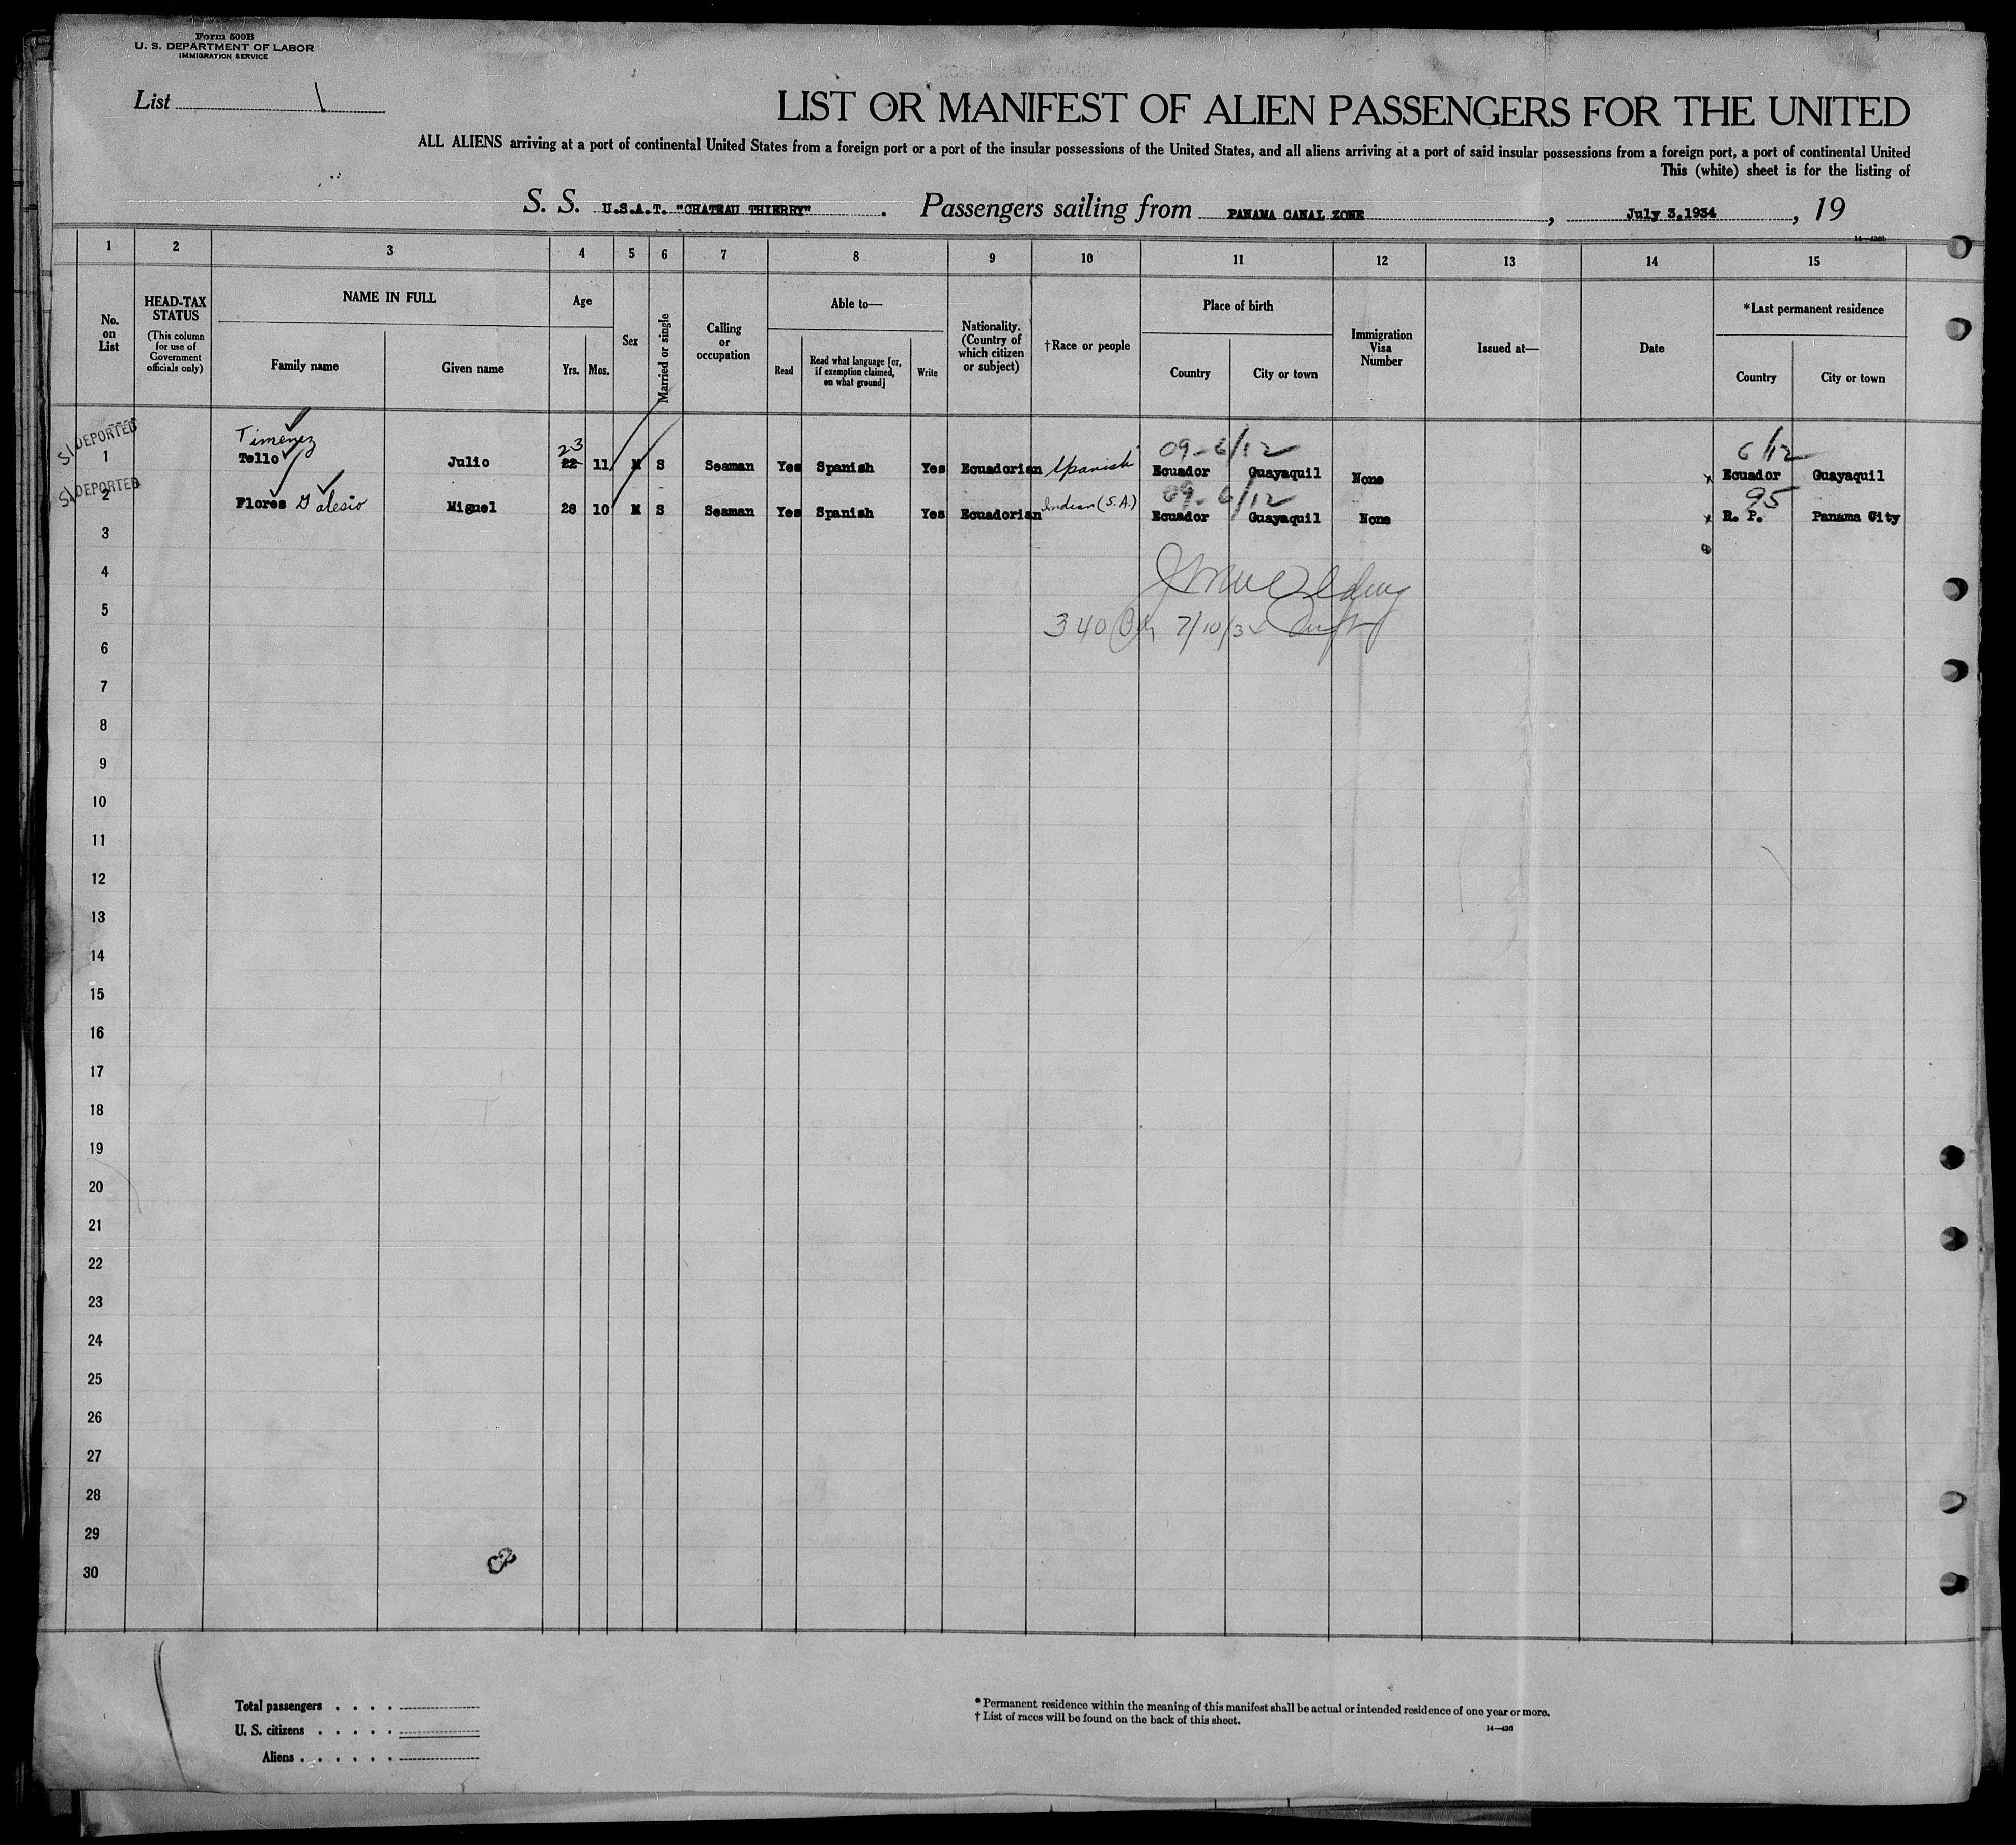 Form 500B
U. S. DEPARTMENT OF LABOR
IMMIGRATION SERVICE
List 1
LIST OR MANIFEST OF ALIEN PASSENGERS FOR THE UNITED
ALL ALIENS arriving at a port of continental United States from a foreign port or a port of the insular possessions of the United States, and all aliens arriving at a port of said insular possessions from a foreign port, a port of continental United
This (white) sheet is for the listing of
S. S. U.S.A.T. "CHATEAU THIERRY". Passengers sailing from PANAMA CANAL ZONE, July 3,1934, 19
1 2 3 4 5 6 7 8 9 10 11 12 13 14 15
No. on List
HEAD-TAX STATUS
(This column for use of Government officials only)
NAME IN FULL
Family name Given name
Age
Yrs. Mos.
Sex
Married or single
Calling or occupation
Able to—
Read
Read what language [or, if exemption claimed, on what ground]
Write
Nationality. (Country of which citizen or subject)
†Race or people
Place of birth
Country City or town
Immigration Visa Number
Issued at—
Date
*Last permanent residence
Country City or town
SI DEPORTED Timenez 23 09-6/12 6/12
1 Tello Julio 22 11 M S Seaman Yes Spanish Yes Ecuadorian Spanish Ecuador Guayaquil None x Ecuador Guayaquil
SI DEPORTED 09-6/12 95
2 Flores Miguel 28 10 M S Seaman Yes Spanish Yes Ecuadorian Indian (S.A.) Ecuador Guayaquil None x R. P. Panama City
3
4
5
340 7/10/34
6
7
8
9
10
11
12
13
14
15
16
17
18
19
20
21
22
23
24
25
26
27
28
29
30
Total passengers . . . .
U. S. citizens . . . . .
Aliens . . . . . .
* Permanent residence within the meaning of this manifest shall be actual or intended residence of one year or more.
† List of races will be found on the back of this sheet.
14—430